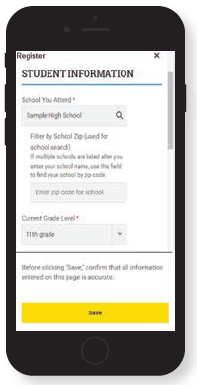 Register ×
STUDENT INFORMATION
School You Attend *
Sample High School
Filter by School Zip (used for
school search)
If multiple schools are listed after you
enter your school name, use this field
to find your school by zip code.
Enter zip code for school
Current Grade Level *
11th grade
Before clicking "Save," confirm that all information
entered on this page is accurate.
Save